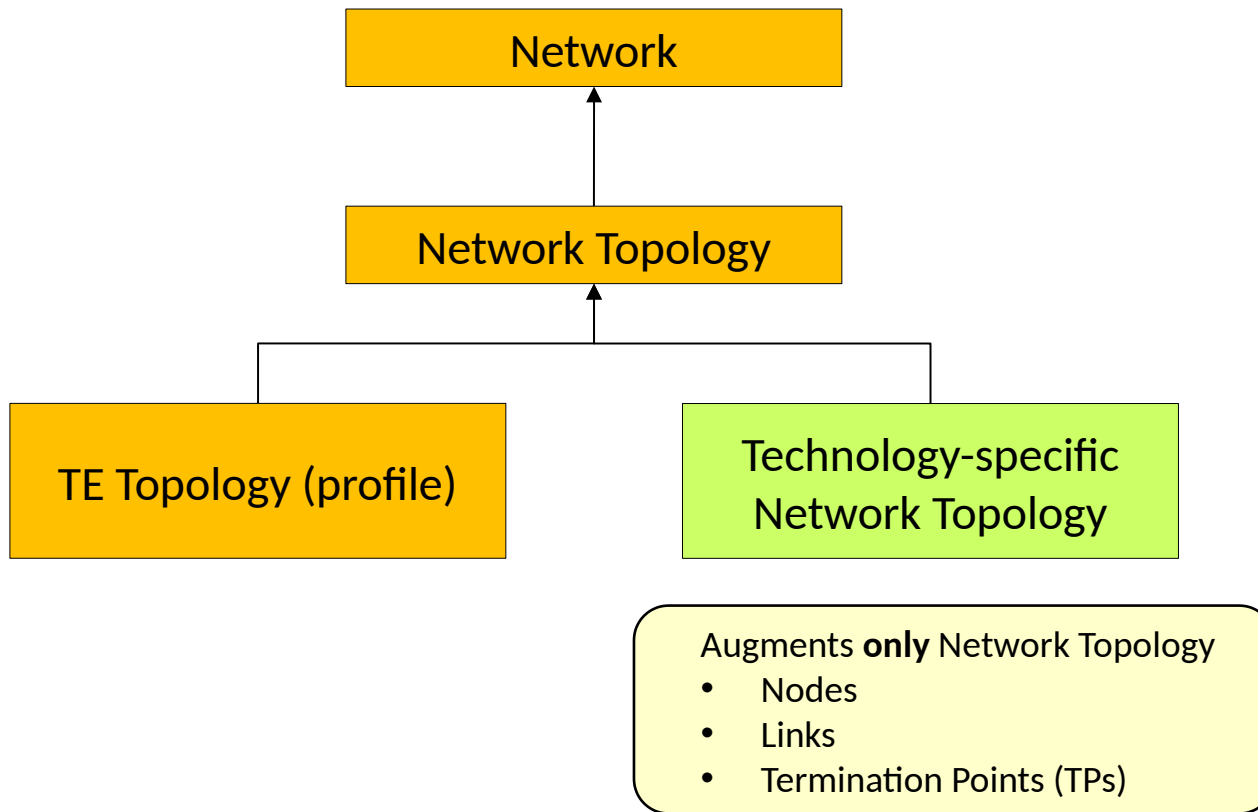 Network
Network Topology
TE Topology (profile)
Technology-specific
Network Topology
Augments only Network Topology
• Nodes
• Links
• Termination Points (TPs)